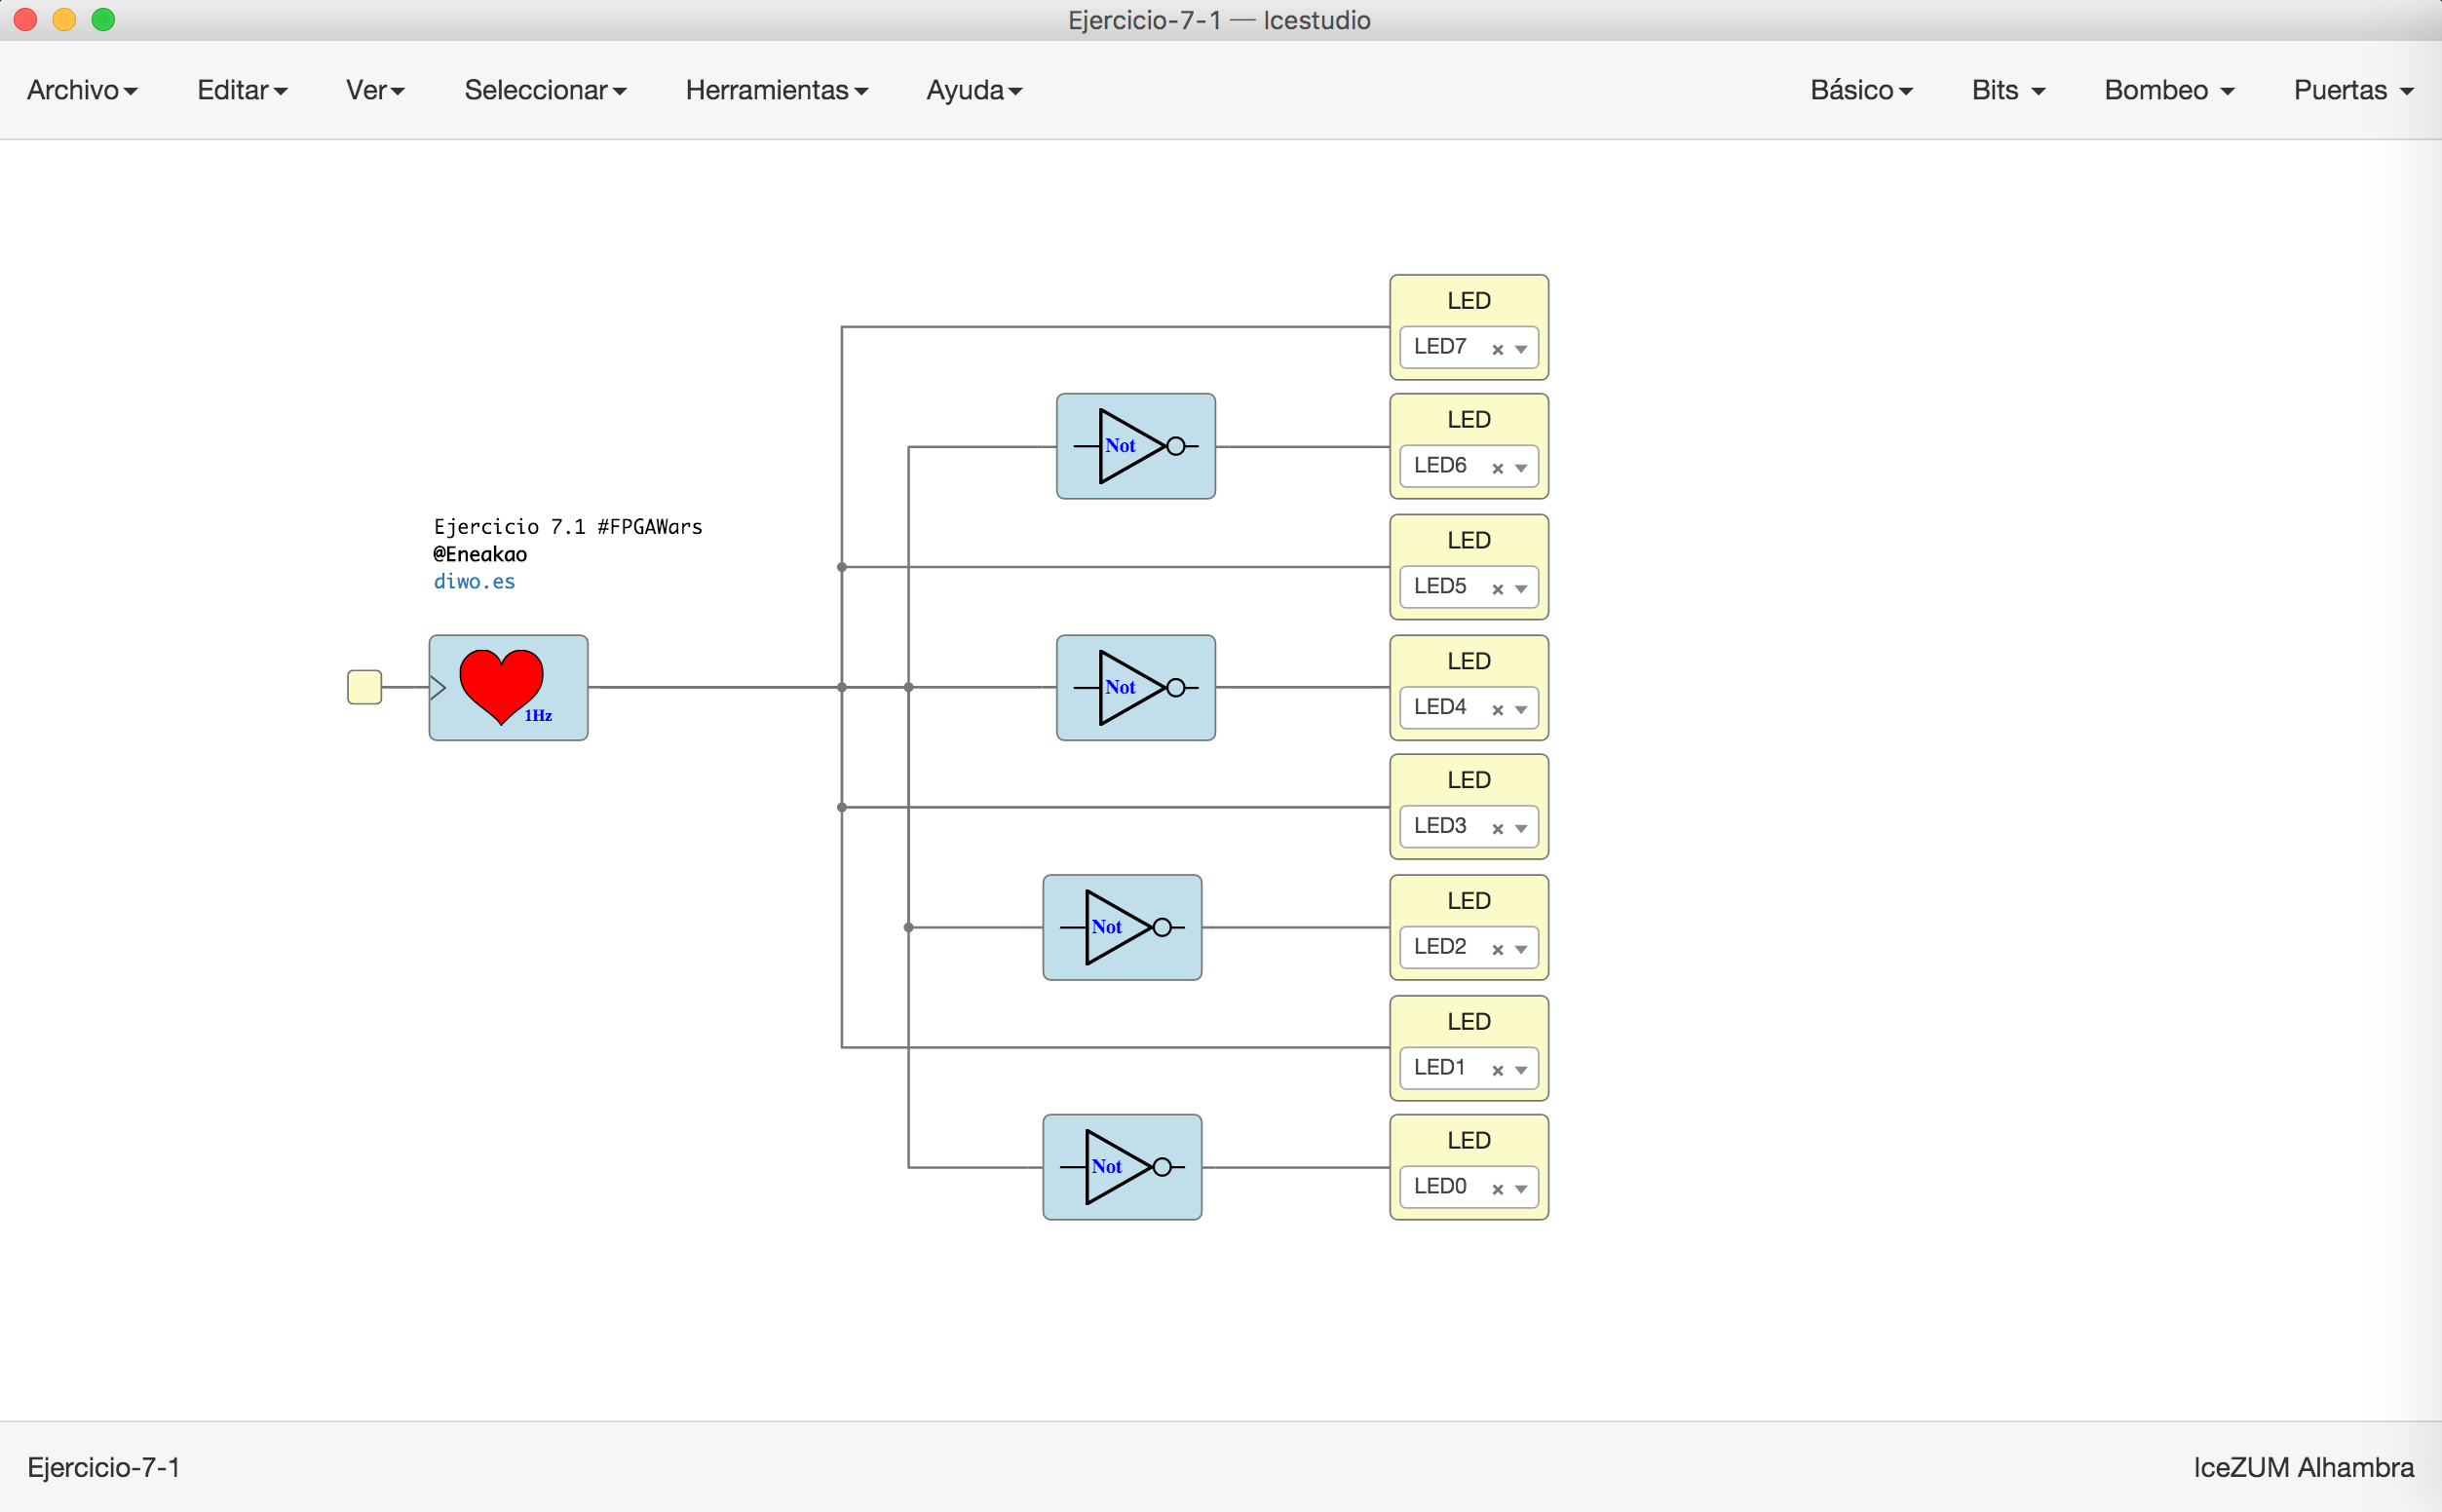 Ejercicio-7-1 — Icestudio
Archivo Editar Ver Seleccionar Herramientas Ayuda Básico Bits Bombeo Puertas
LED
LED7
LED
Not
LED6
Ejercicio 7.1 #FPGAWars
@Eneakao
diwo.es
LED
LED5
LED
1Hz
Not
LED4
LED
LED3
LED
Not
LED2
LED
LED1
LED
Not
LED0
Ejercicio-7-1 IceZUM Alhambra